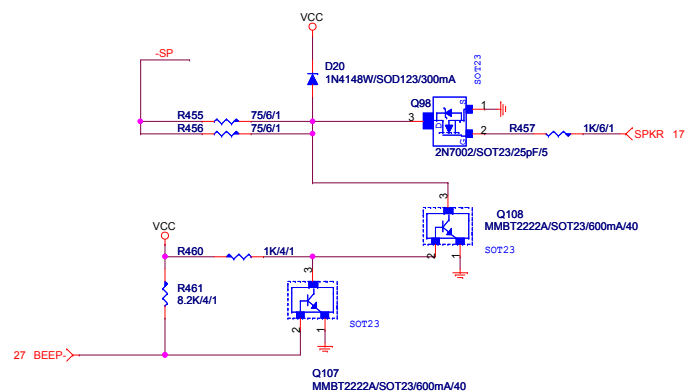 VCC
-SP
D20
1N4148W/SOD123/300mA
SOT23
Q98
R455 75/6/1
R456 75/6/1
3
D
S
G
1
2
R457 1K/6/1
SPKR 17
2N7002/SOT23/25pF/5
3
Q108
MMBT2222A/SOT23/600mA/40
SOT23
2
1
VCC
R460 1K/4/1
R461
8.2K/4/1
3
SOT23
2
1
27 BEEP-
Q107
MMBT2222A/SOT23/600mA/40